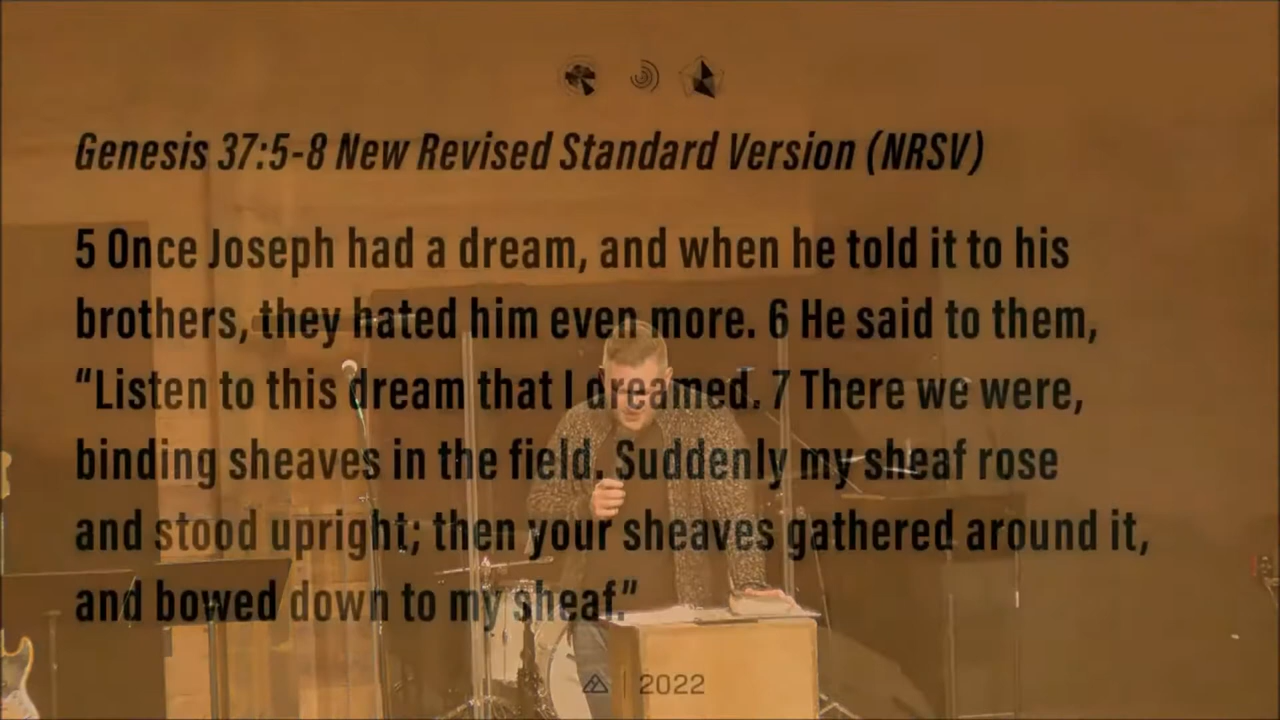 Genesis 37:5-8 New Revised Standard Version (NRSV)
5 Once Joseph had a dream, and when he told it to his
brothers, they hated him even more. 6 He said to them,
“Listen to this dream that I dreamed. 7 There we were,
binding sheaves in the field. Suddenly my sheaf rose
and stood upright; then your sheaves gathered around it,
and bowed down to my sheaf.”
2022